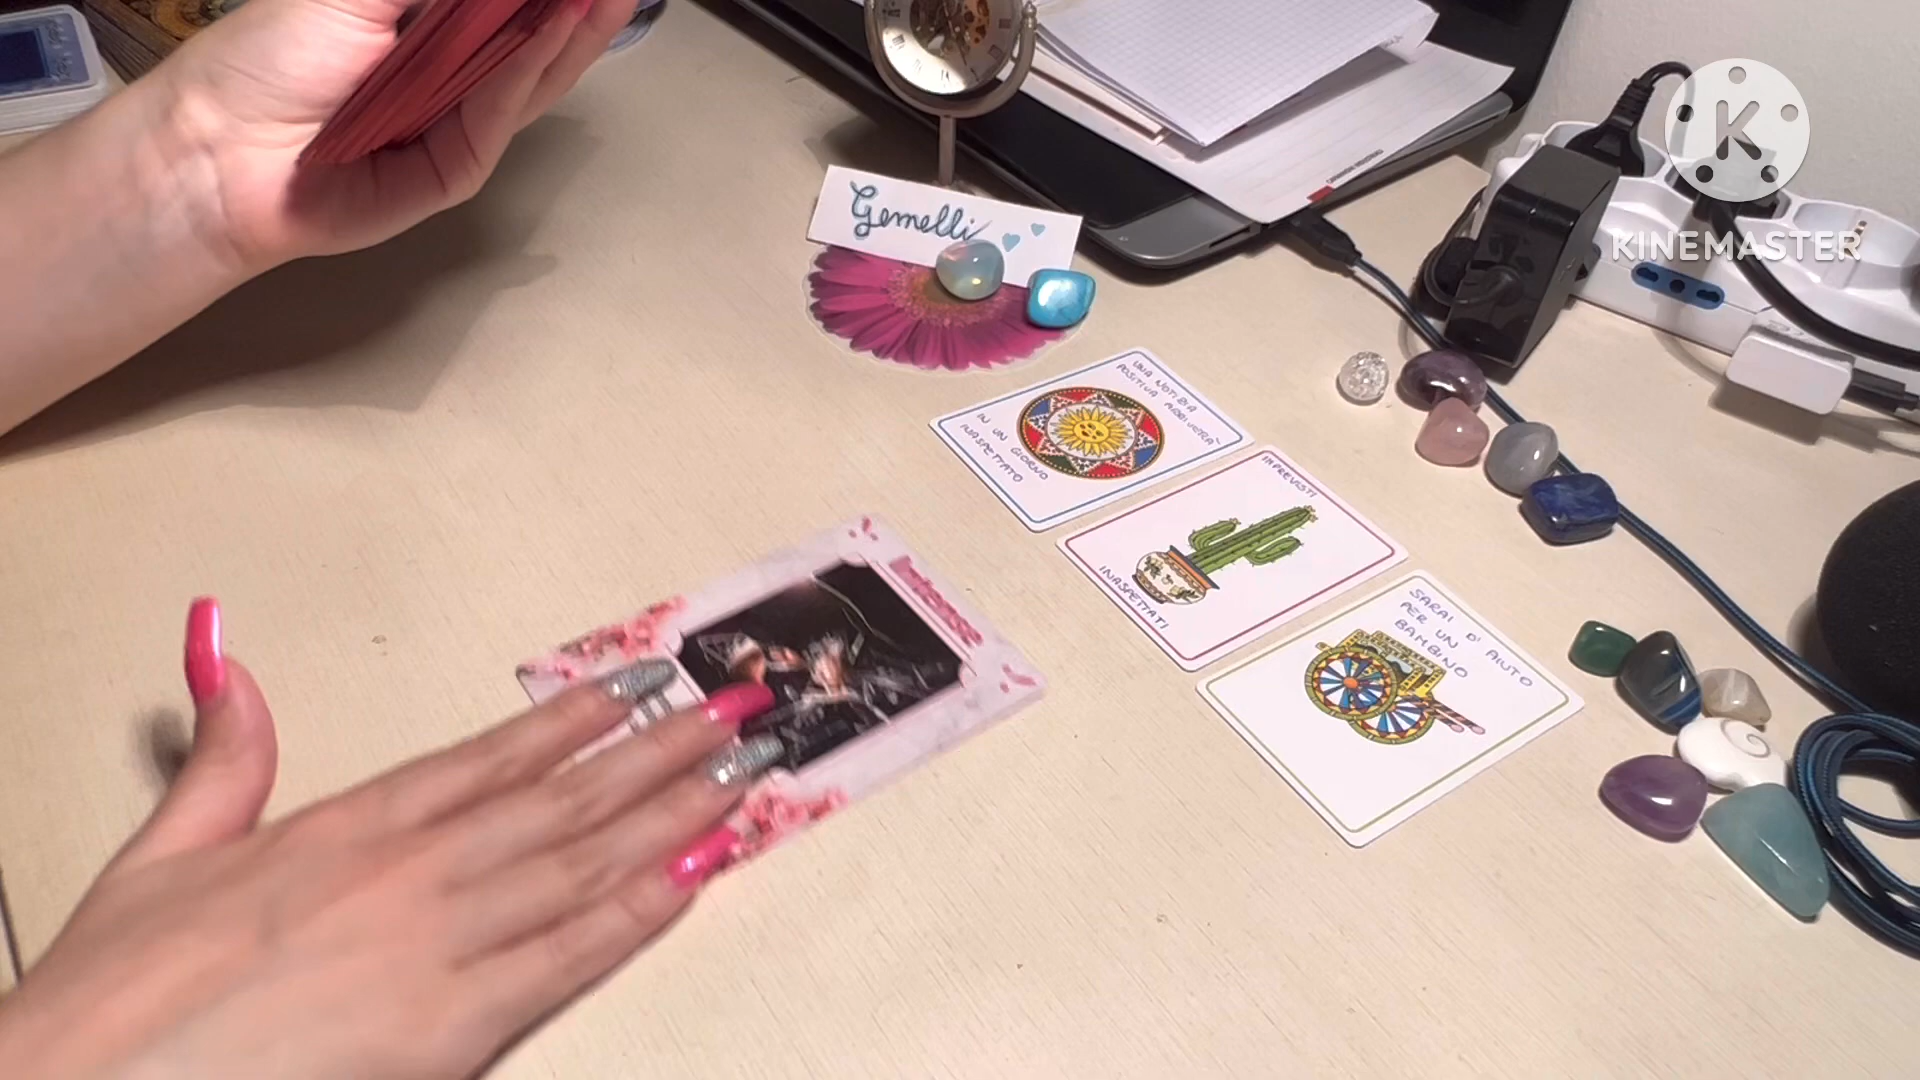 K
KINEMASTER
Gemelli
UNA NOTIZIA
POSITIVA ARRIVERÀ
IN UN GIORNO
INASPETTATO
IMPREVISTI
INASPETTATI
SARAI D' AIUTO
PER UN
BAMBINO